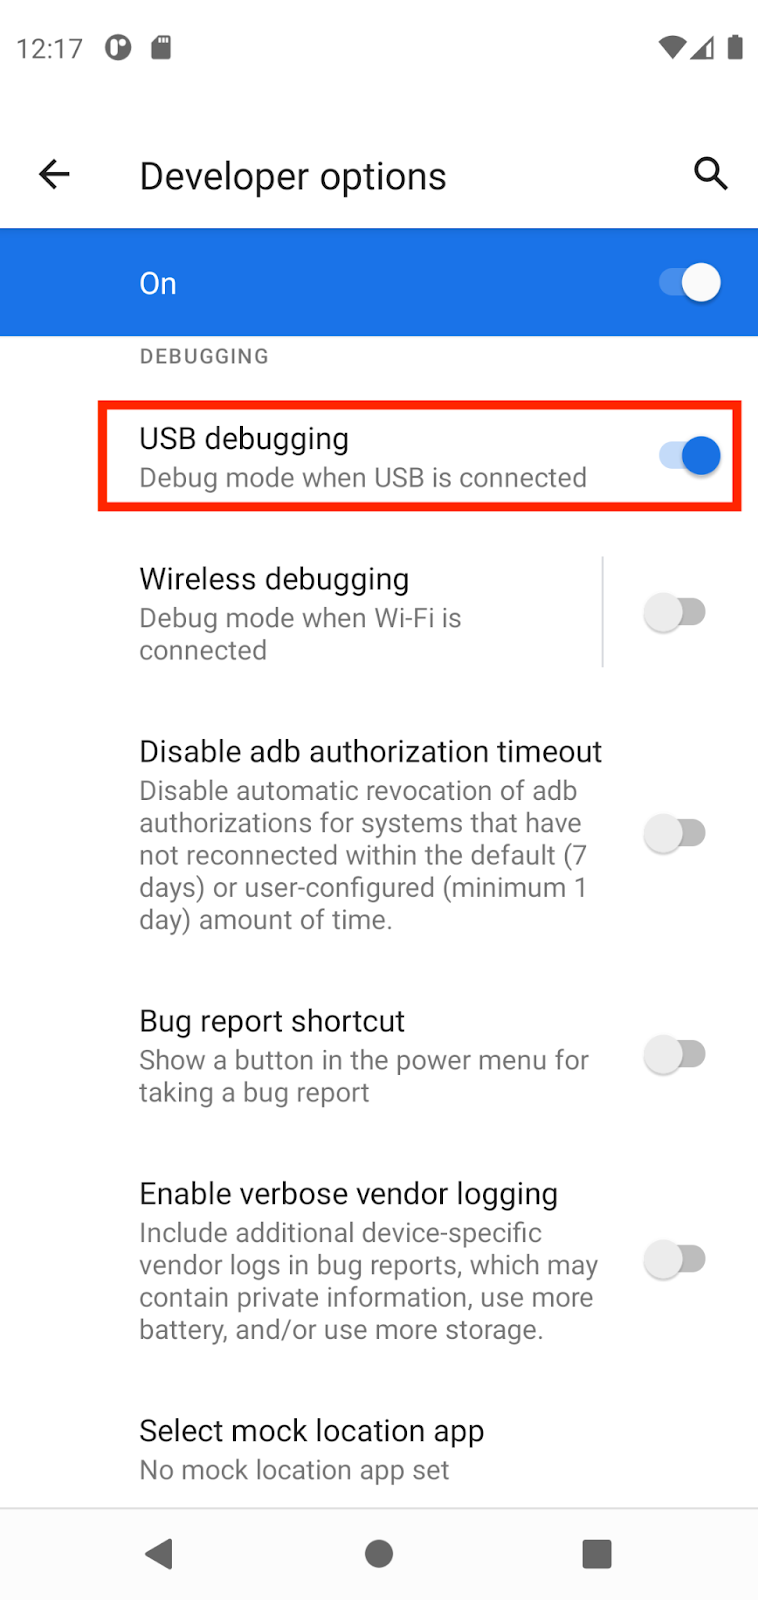 12:17
Developer options
On
DEBUGGING
USB debugging
Debug mode when USB is connected
Wireless debugging
Debug mode when Wi-Fi is
connected
Disable adb authorization timeout
Disable automatic revocation of adb
authorizations for systems that have
not reconnected within the default (7
days) or user-configured (minimum 1
day) amount of time.
Bug report shortcut
Show a button in the power menu for
taking a bug report
Enable verbose vendor logging
Include additional device-specific
vendor logs in bug reports, which may
contain private information, use more
battery, and/or use more storage.
Select mock location app
No mock location app set